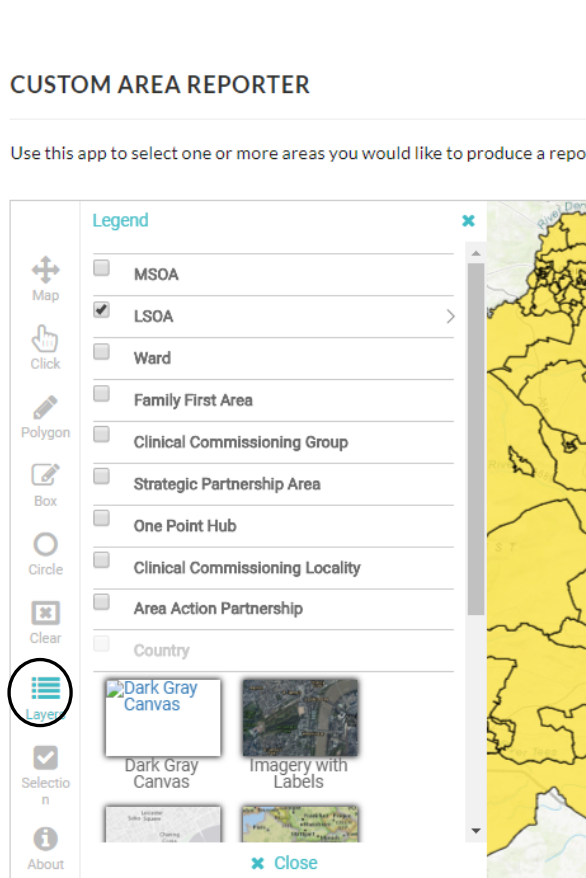 CUSTOM AREA REPORTER
Use this app to select one or more areas you would like to produce a repo
Legend
Map
Click
Polygon
Box
Circle
Clear
Layers
Selectio
n
About
MSOA
LSOA
Ward
Family First Area
Clinical Commissioning Group
Strategic Partnership Area
One Point Hub
Clinical Commissioning Locality
Area Action Partnership
Country
Dark Gray
Canvas
Dark Gray
Canvas
Imagery with
Labels
Close